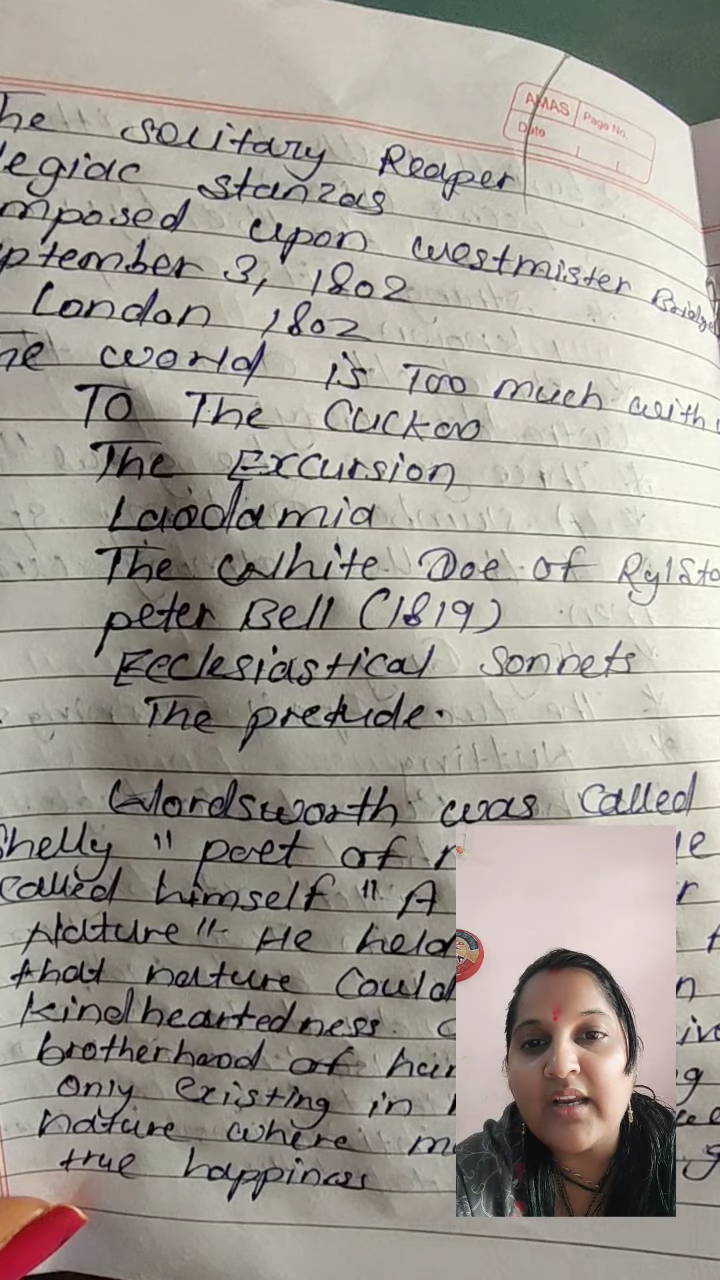 AMAS Page No.
Date
he solitary Reaper
legiac stanzas
mposed upon westmister Bridge
ptember 3, 1802
London 1802
ne world is Too much with
TO The Cuckoo
The Excursion
Laodamia
The White Doe of Rylsto
peter Bell (1819)
Ecclesiastical Sonnets
The prelude.
Wordsworth was called
Shelly " poet of
called himself " A
Nature" He held
that nature could
kindheartedness.
brotherhood of
only existing in
nature where
true happiness